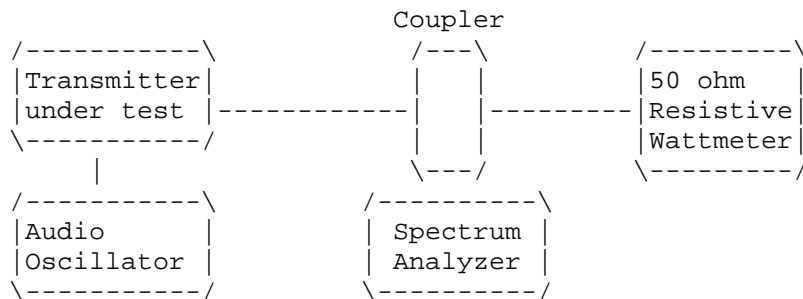 Coupler
Transmitter
under test
50 ohm
Resistive
Wattmeter
Audio
Oscillator
Spectrum
Analyzer